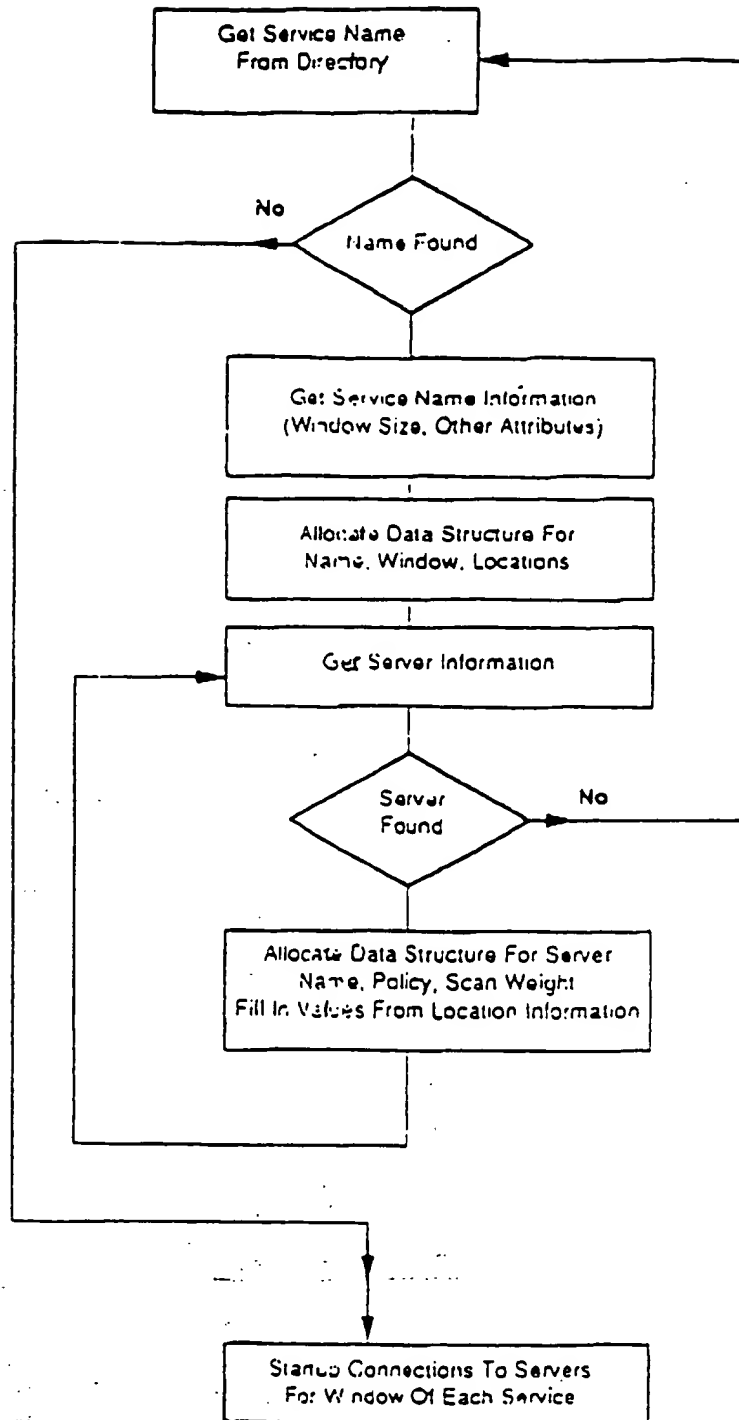 Get Service Name
From Directory
No
Name Found
Get Service Name Information
(Window Size, Other Attributes)
Allocate Data Structure For
Name, Window, Locations
Get Server Information
Server
Found
No
Allocate Data Structure For Server
Name, Policy, Scan Weight
Fill In Values From Location Information
Startup Connections To Servers
For Window Of Each Service